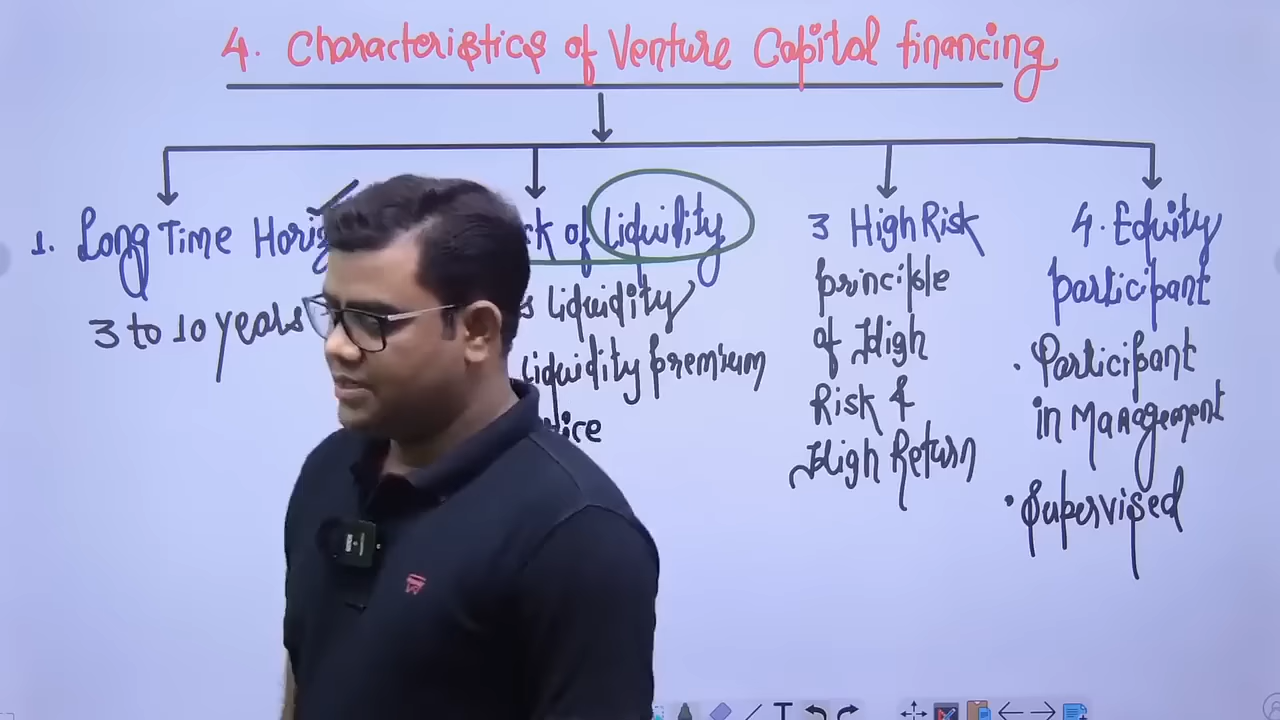 4. Characteristics of Venture Capital financing
1. Long Time
3 to 10 years
of Liquidity
liquidity
Liquidity premium
3 High Risk
principle
of High
Risk &
High Return
4. Equity
participant
• Participant
in Management
• Supervised